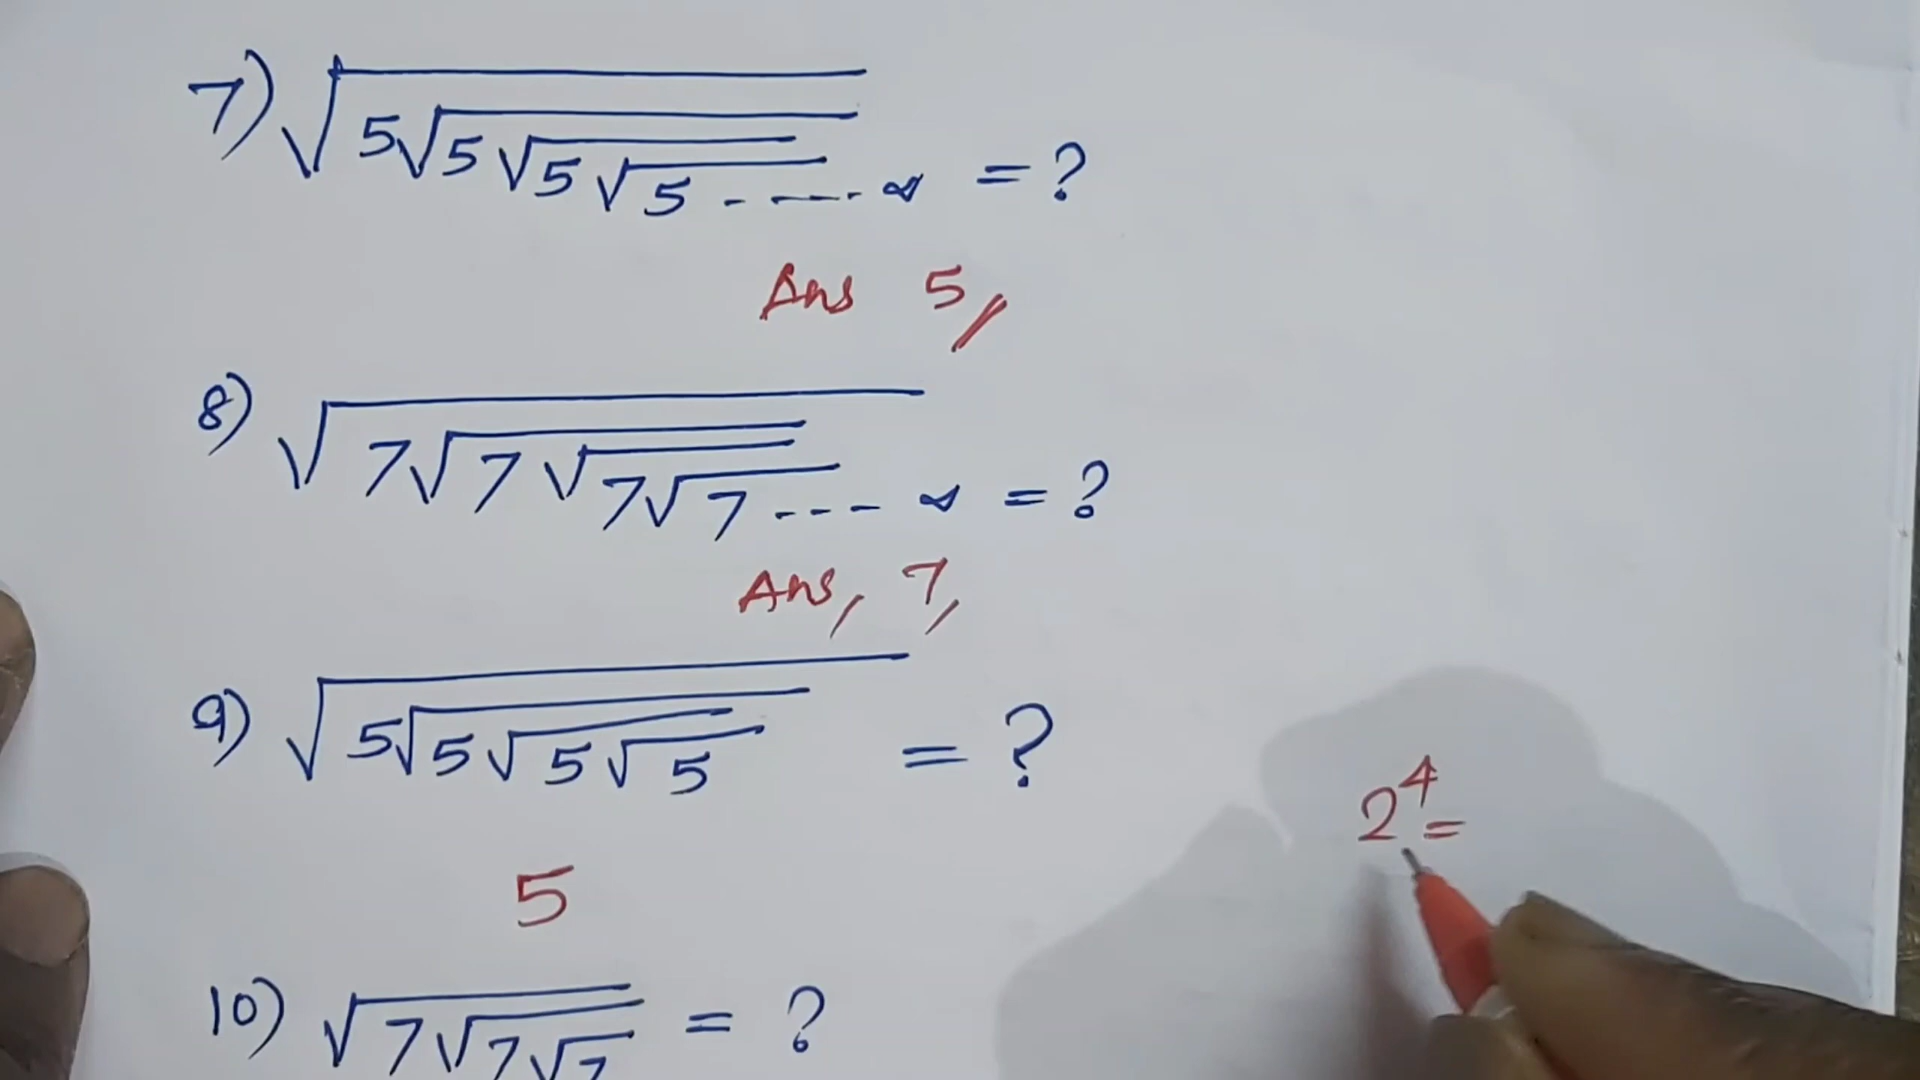 7) √5√5√5√5 - --- ∝ = ?
Ans 5,
8) √7√7√7√7 --- ∝ = ?
Ans, 7,
9) √5√5√5√5 = ?
2⁴=
5
10) √7√7√7 = ?